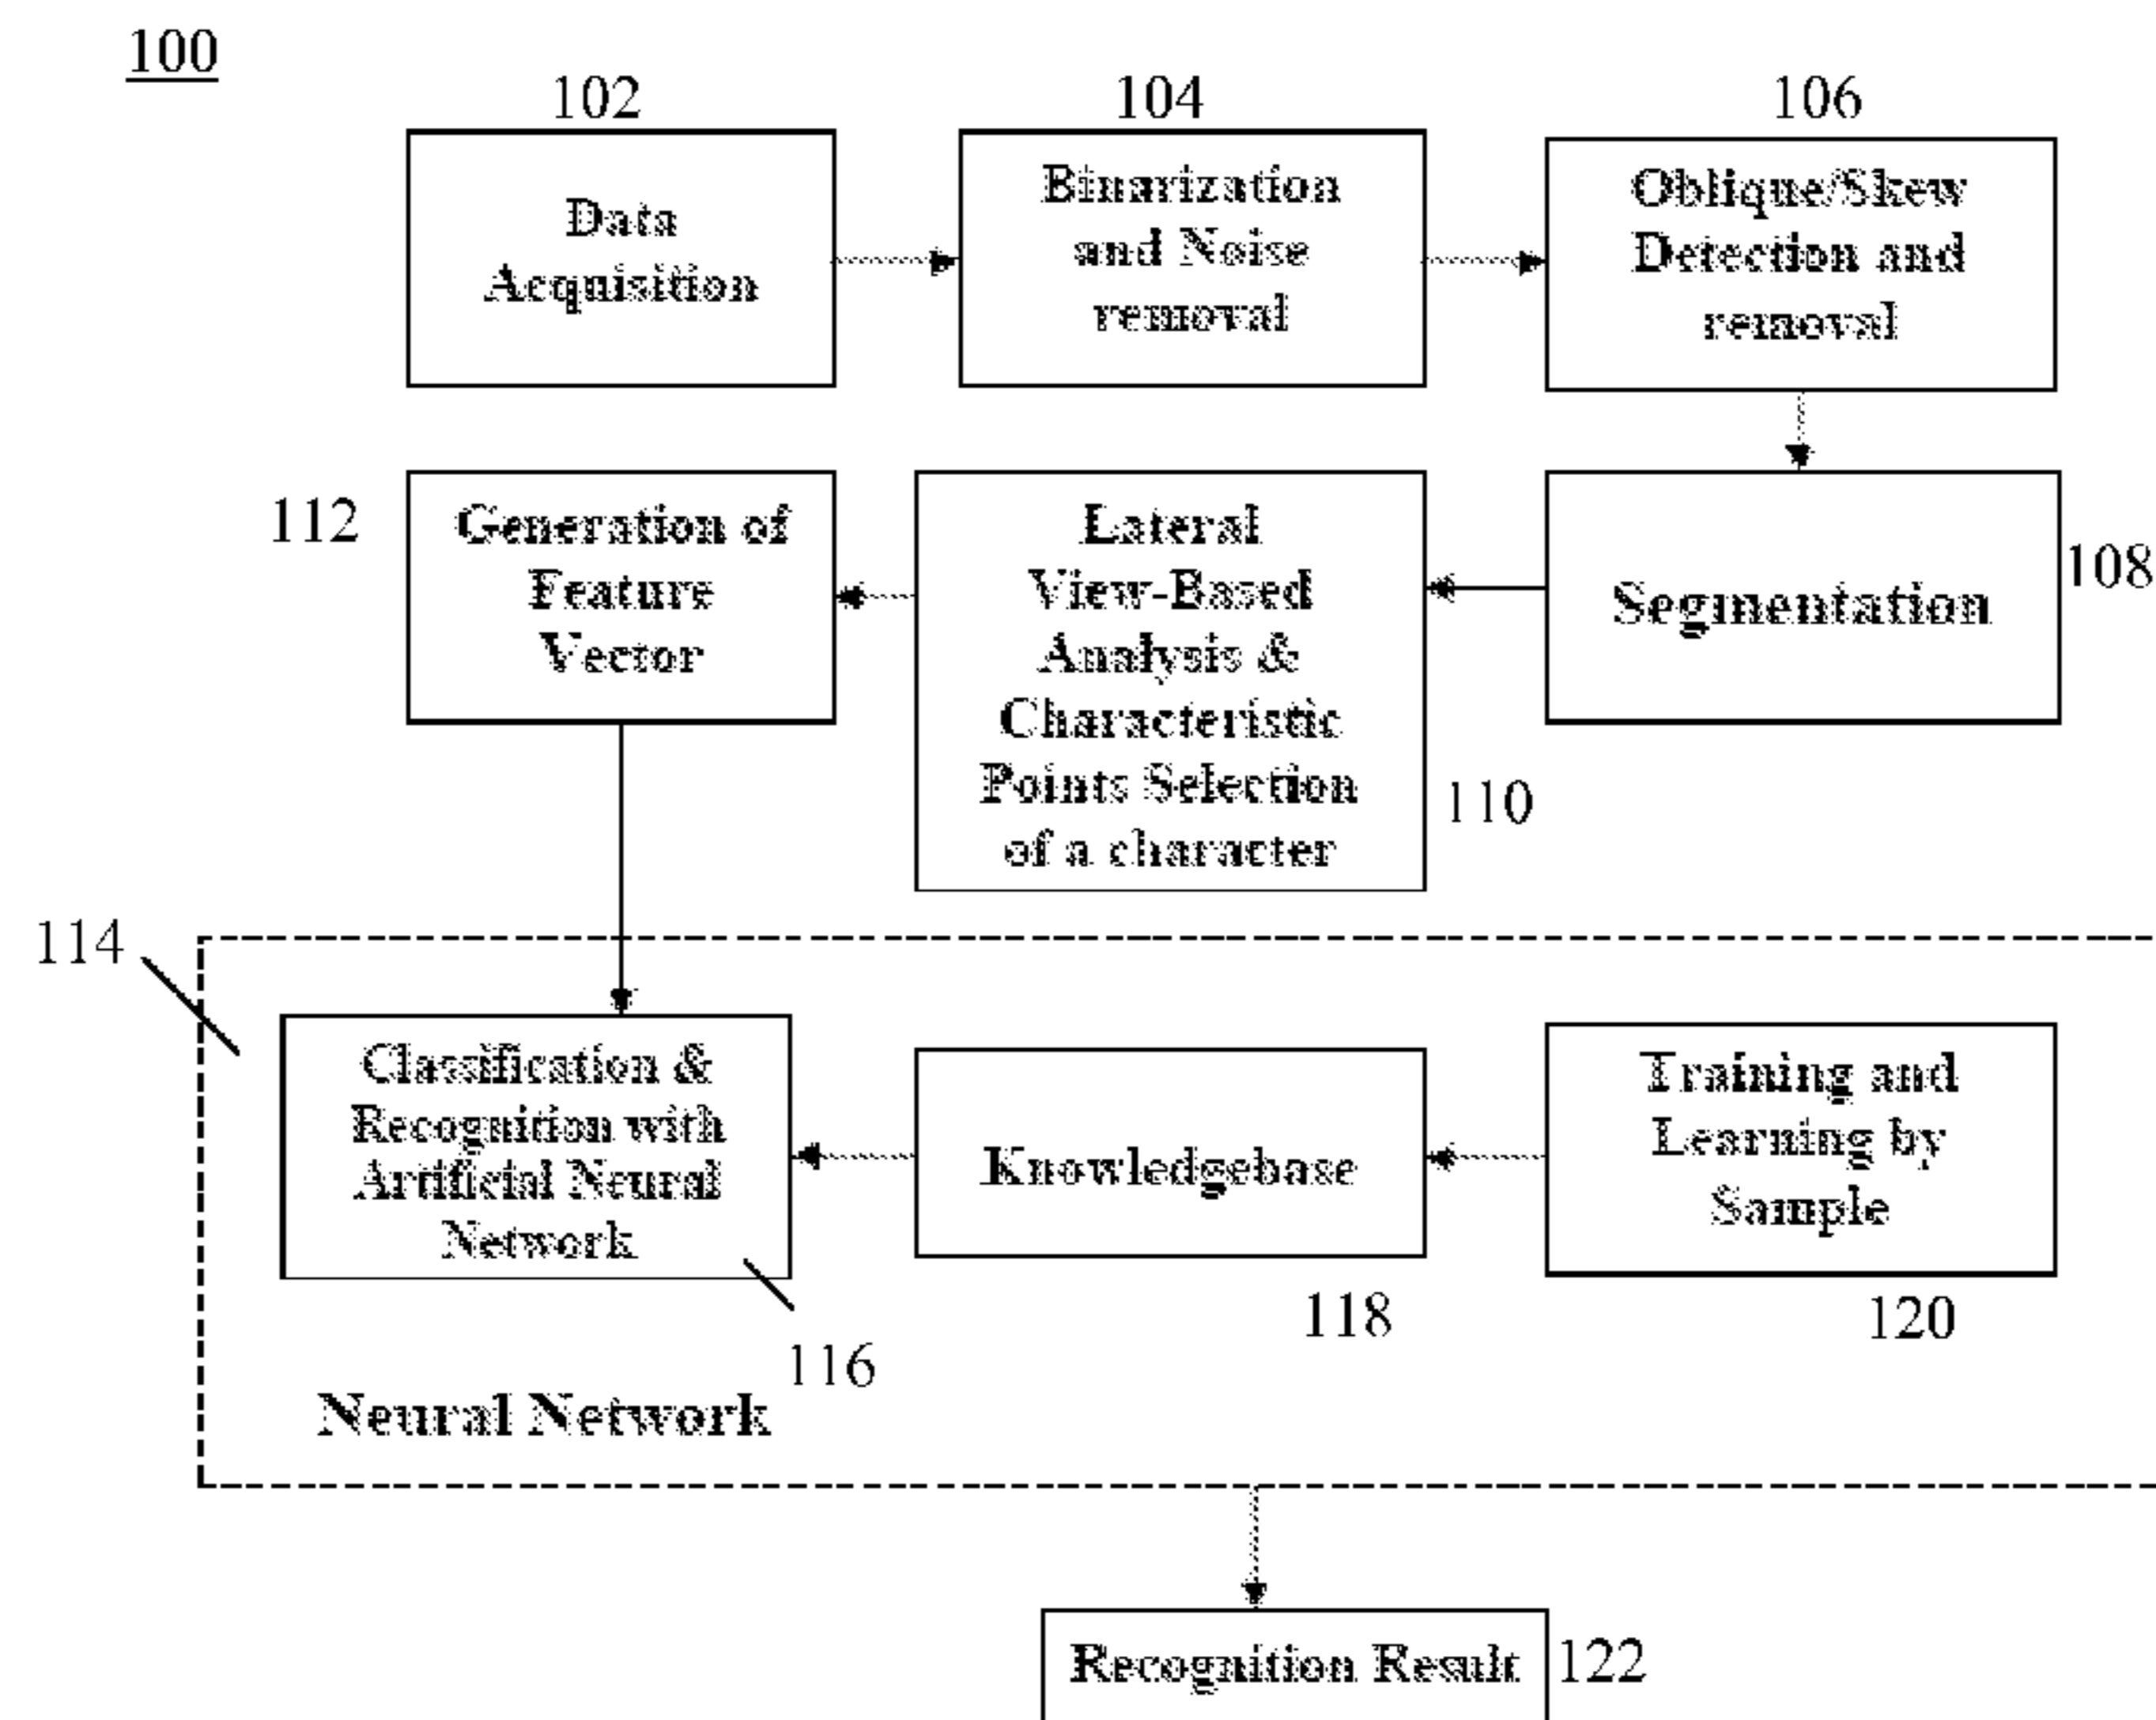 100
102
Data
Acquisition
104
Binarization
and Noise
removal
106
Oblique/Skew
Detection and
removal
112
Generation of
Feature
Vector
Lateral
View-Based
Analysis &
Characteristic
Points Selection
of a character
110
Segmentation
108
114
Classification &
Recognition with
Artificial Neural
Network
116
Knowledgebase
118
Training and
Learning by
Sample
120
Neural Network
Recognition Result
122